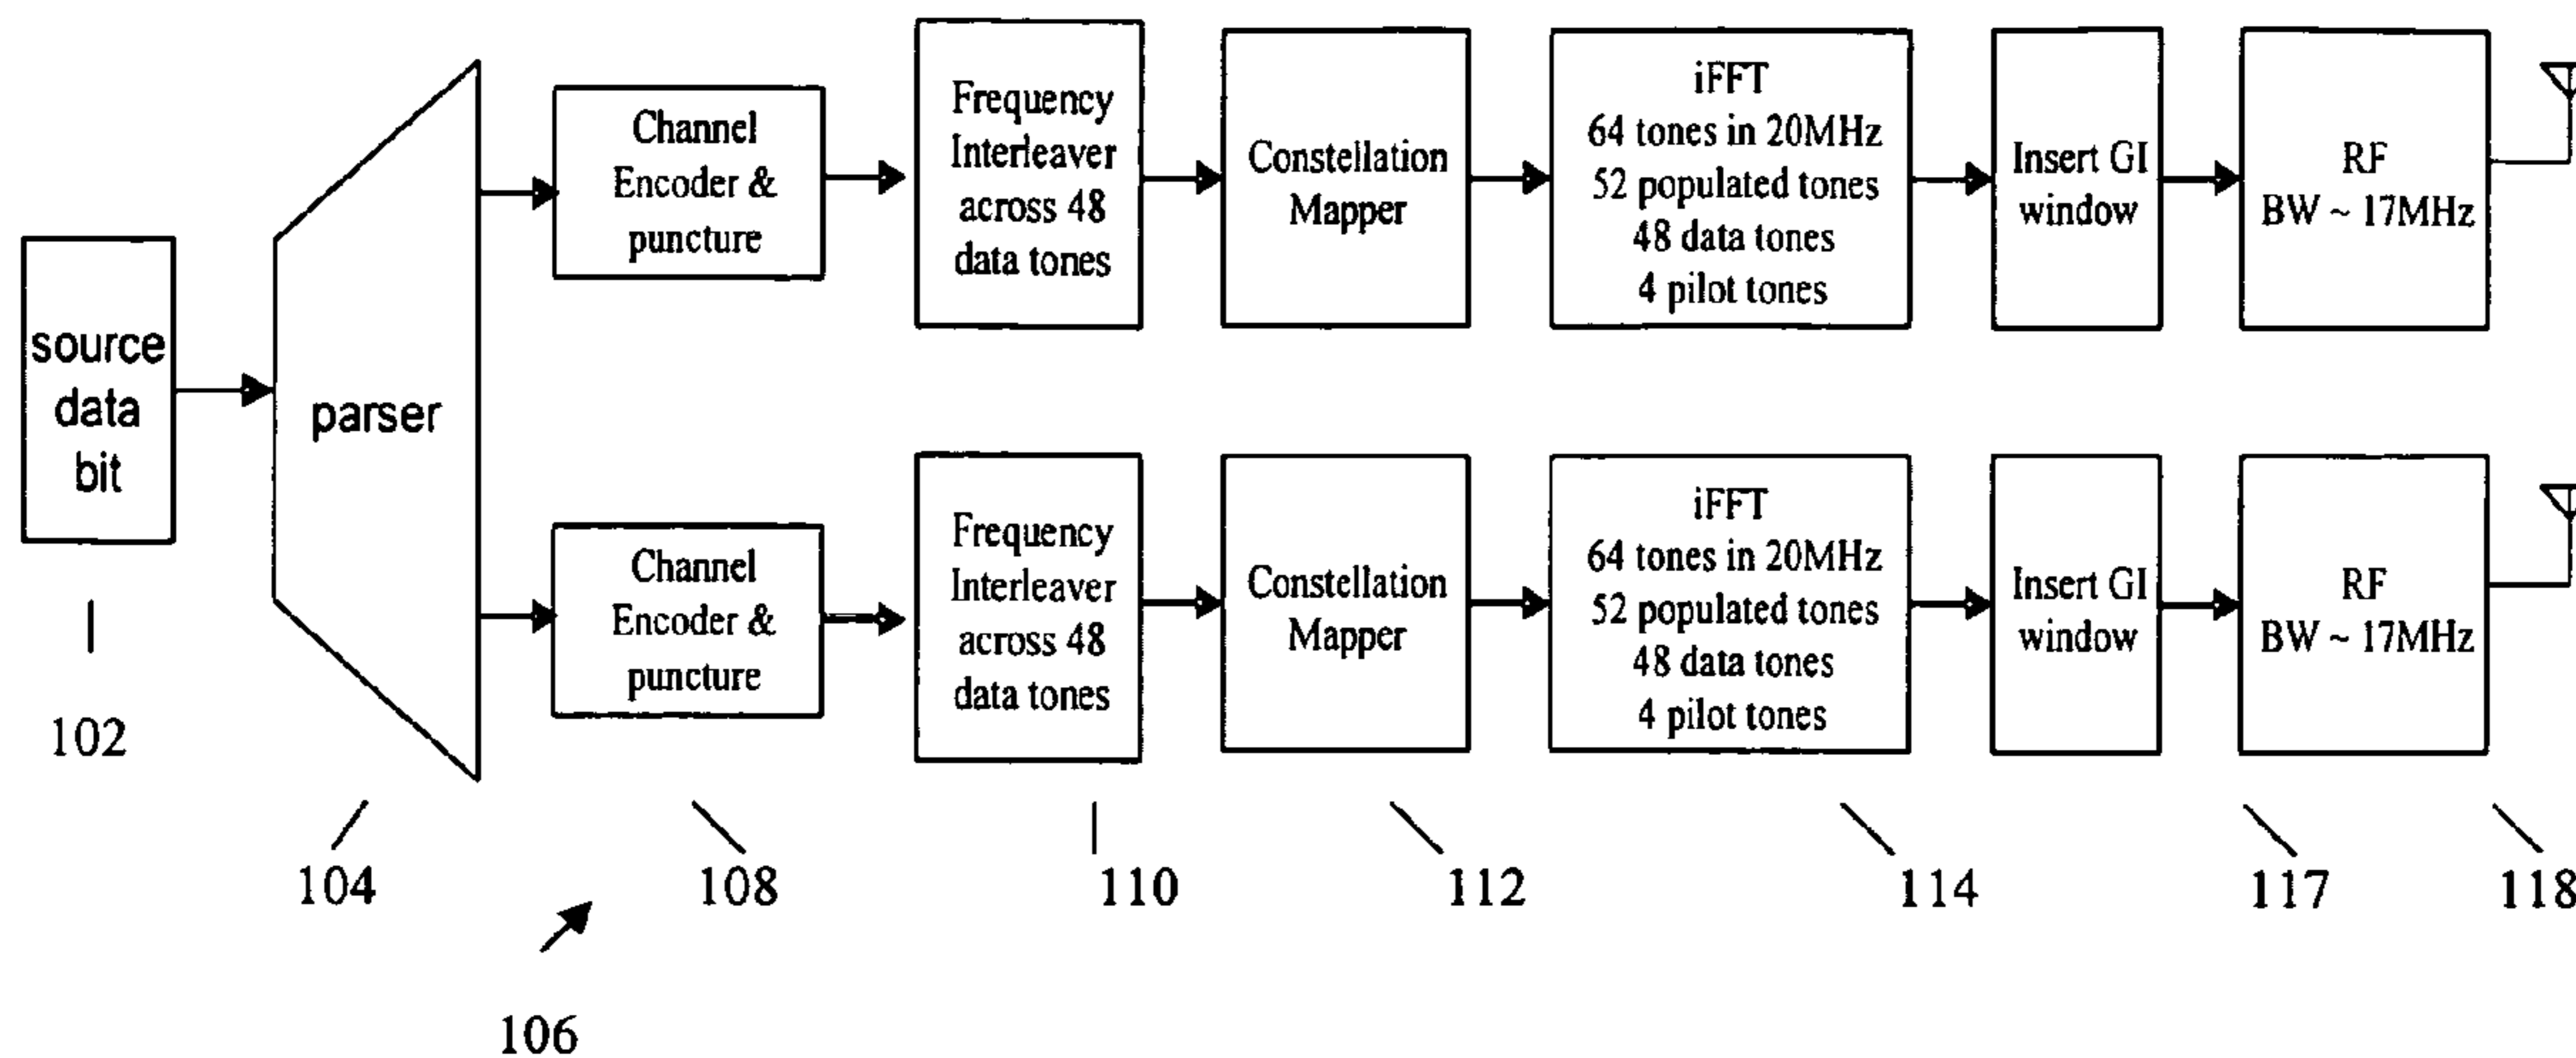 source
data
bit
parser
Channel
Encoder &
puncture
Frequency
Interleaver
across 48
data tones
Constellation
Mapper
iFFT
64 tones in 20MHz
52 populated tones
48 data tones
4 pilot tones
Insert GI
window
RF
BW ~ 17MHz
Channel
Encoder &
puncture
Frequency
Interleaver
across 48
data tones
Constellation
Mapper
iFFT
64 tones in 20MHz
52 populated tones
48 data tones
4 pilot tones
Insert GI
window
RF
BW ~ 17MHz
102
104
108
110
112
114
117
118
106